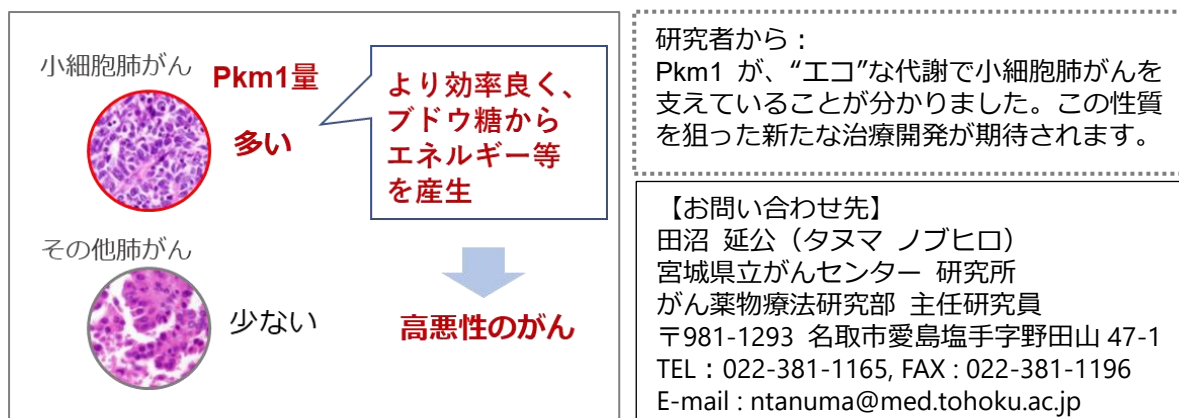 小細胞肺がん
Pkm1量
多い
より効率良く、
ブドウ糖から
エネルギー等
を産生
その他肺がん
少ない
高悪性のがん
研究者から：
Pkm1 が、“エコ”な代謝で小細胞肺がんを
支えていることが分かりました。この性質
を狙った新たな治療開発が期待されます。
【お問い合わせ先】
田沼 延公（タヌマ ノブヒロ）
宮城県立がんセンター 研究所
がん薬物療法研究部 主任研究員
〒981-1293 名取市愛島塩手字野田山 47-1
TEL：022-381-1165, FAX : 022-381-1196
E-mail : ntanuma@med.tohoku.ac.jp